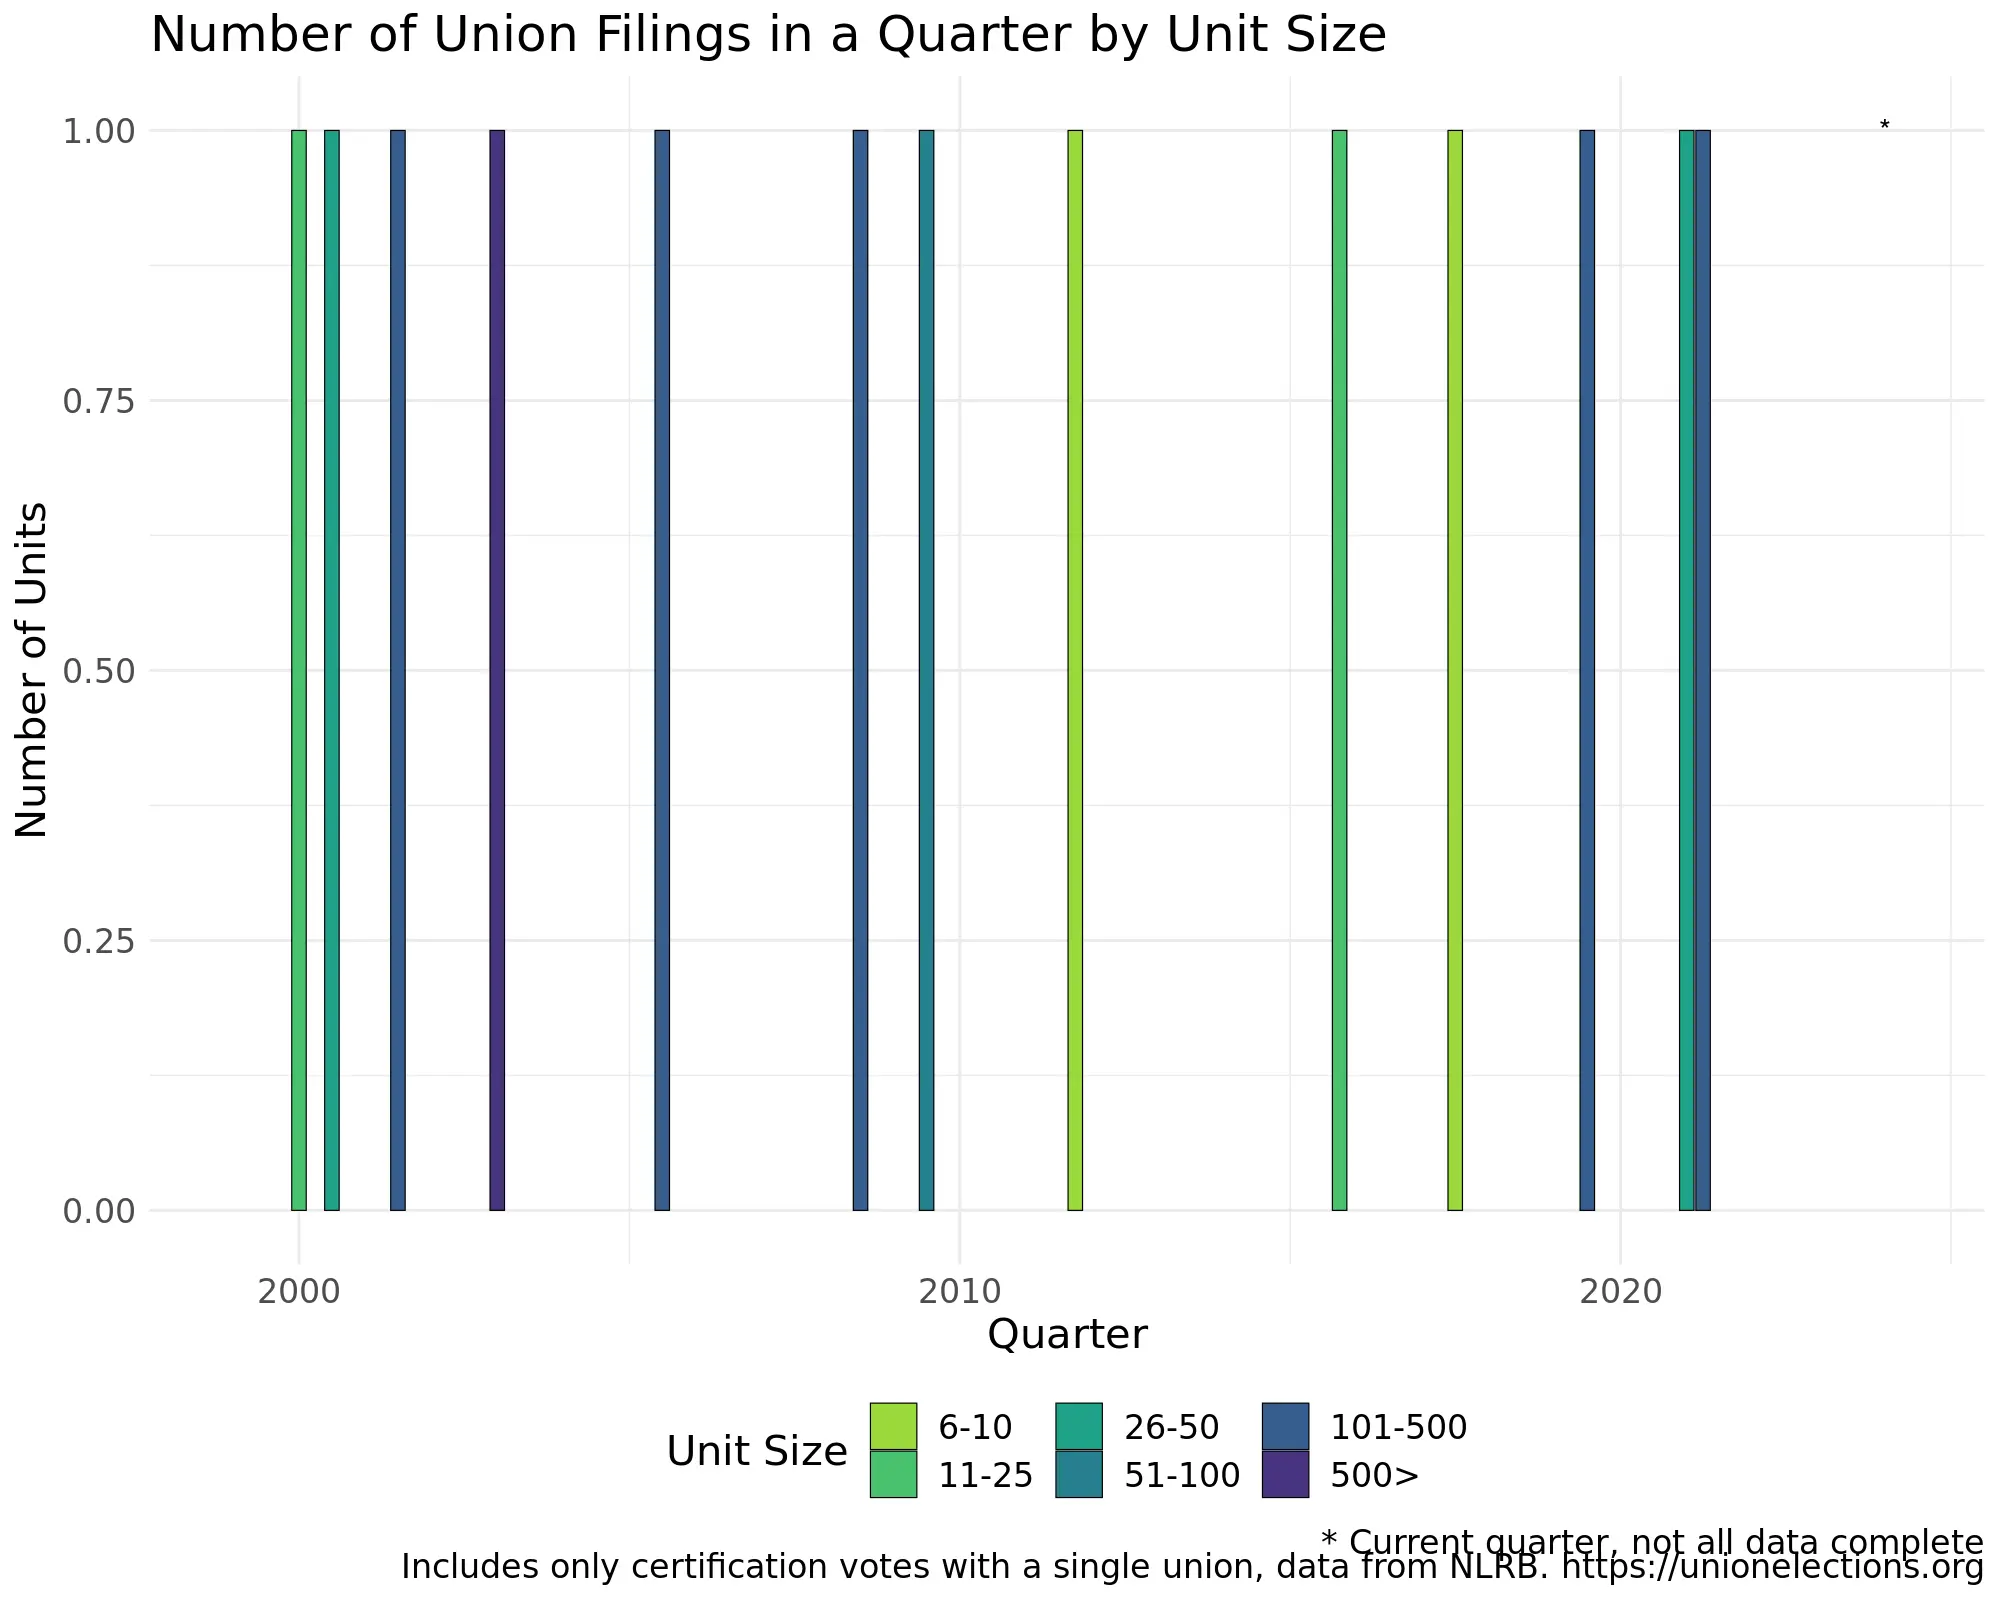 Number of Union Filings in a Quarter by Unit Size
*
1.00
0.75
0.50
0.25
0.00
Number of Units
2000 2010 2020
Quarter
Unit Size
6-10 26-50 101-500
11-25 51-100 500>
* Current quarter, not all data complete
Includes only certification votes with a single union, data from NLRB. https://unionelections.org